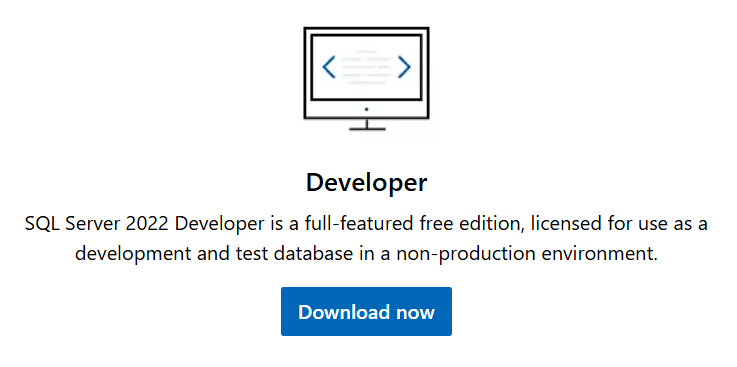 Developer
SQL Server 2022 Developer is a full-featured free edition, licensed for use as a
development and test database in a non-production environment.
Download now